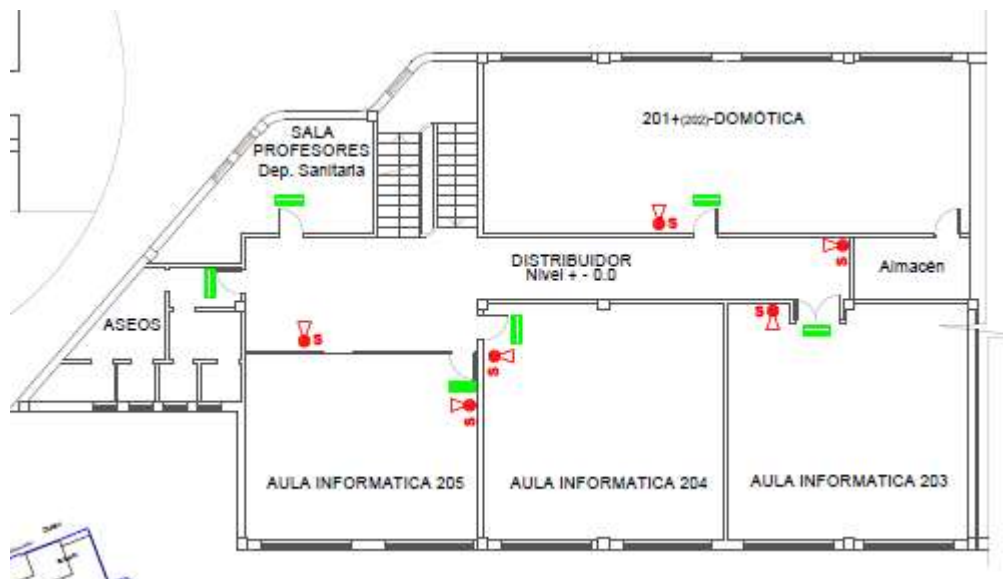 SALA
PROFESORES
Dep. Sanitaria
201+(202)-DOMÓTICA
DISTRIBUIDOR
Nivel + - 0.0
Almacén
ASEOS
S
S
S
S
S
S
AULA INFORMATICA 205
AULA INFORMATICA 204
AULA INFORMATICA 203